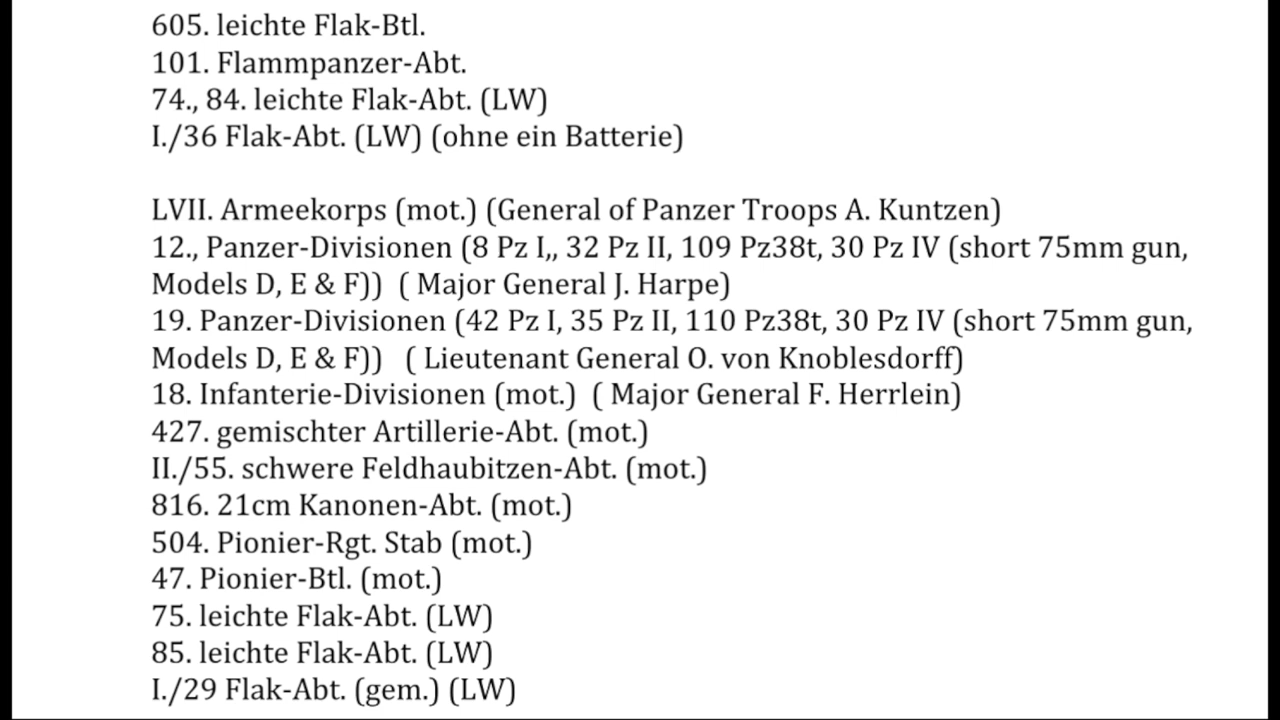 605. leichte Flak-Btl.
101. Flammpanzer-Abt.
74., 84. leichte Flak-Abt. (LW)
I./36 Flak-Abt. (LW) (ohne ein Batterie)
LVII. Armeekorps (mot.) (General of Panzer Troops A. Kuntzen)
12., Panzer-Divisionen (8 Pz I,, 32 Pz II, 109 Pz38t, 30 Pz IV (short 75mm gun,
Models D, E & F)) ( Major General J. Harpe)
19. Panzer-Divisionen (42 Pz I, 35 Pz II, 110 Pz38t, 30 Pz IV (short 75mm gun,
Models D, E & F)) ( Lieutenant General O. von Knoblesdorff)
18. Infanterie-Divisionen (mot.) ( Major General F. Herrlein)
427. gemischter Artillerie-Abt. (mot.)
II./55. schwere Feldhaubitzen-Abt. (mot.)
816. 21cm Kanonen-Abt. (mot.)
504. Pionier-Rgt. Stab (mot.)
47. Pionier-Btl. (mot.)
75. leichte Flak-Abt. (LW)
85. leichte Flak-Abt. (LW)
I./29 Flak-Abt. (gem.) (LW)